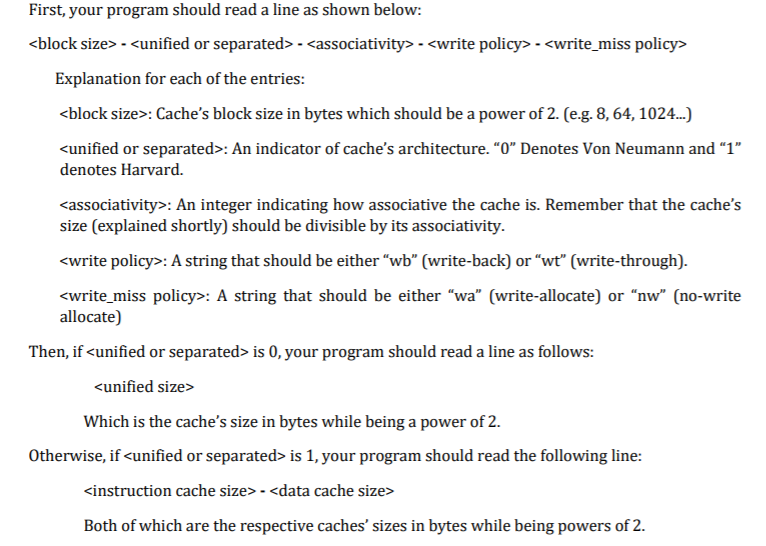 First, your program should read a line as shown below:
<block size> - <unified or separated> - <associativity> - <write policy> - <write_miss policy>
Explanation for each of the entries:
<block size>: Cache's block size in bytes which should be a power of 2. (e.g. 8, 64, 1024...)
<unified or separated>: An indicator of cache's architecture. “0” Denotes Von Neumann and “1”
denotes Harvard.
<associativity>: An integer indicating how associative the cache is. Remember that the cache's
size (explained shortly) should be divisible by its associativity.
<write policy>: A string that should be either “wb” (write-back) or “wt” (write-through).
<write_miss policy>: A string that should be either “wa” (write-allocate) or “nw” (no-write
allocate)
Then, if <unified or separated> is 0, your program should read a line as follows:
<unified size>
Which is the cache's size in bytes while being a power of 2.
Otherwise, if <unified or separated> is 1, your program should read the following line:
<instruction cache size> - <data cache size>
Both of which are the respective caches' sizes in bytes while being powers of 2.